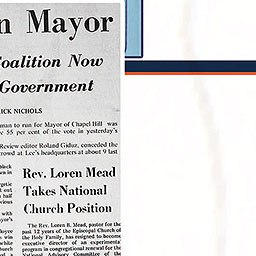 n Mayor
Coalition Now
Government
RICK NICHOLS
man to run for Mayor of Chapel Hill was
e 55 per cent of the vote in yesterday's
Review editor Roland Giduz, conceded the
crowd at Lee's headquarters at about 9 last
Rev. Loren Mead
Takes National
Church Position
The Rev. Loren B. Mead, pastor for the
past 12 years of the Episcopal Church of
the Holy Family, has resigned to become
executive director of an experimental
program in congregational renewal for the
National Advisory Committee of the